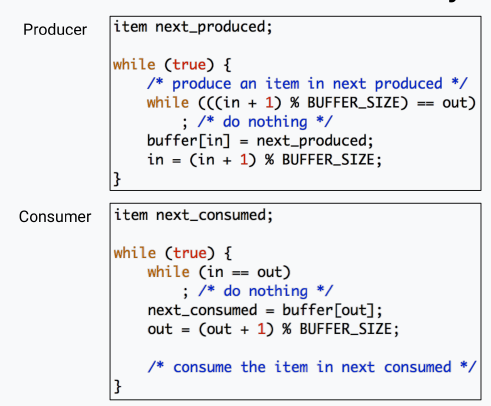 Producer
item next_produced;
while (true) {
/* produce an item in next produced */
while (((in + 1) % BUFFER_SIZE) == out)
; /* do nothing */
buffer[in] = next_produced;
in = (in + 1) % BUFFER_SIZE;
}
Consumer
item next_consumed;
while (true) {
while (in == out)
; /* do nothing */
next_consumed = buffer[out];
out = (out + 1) % BUFFER_SIZE;
/* consume the item in next consumed */
}